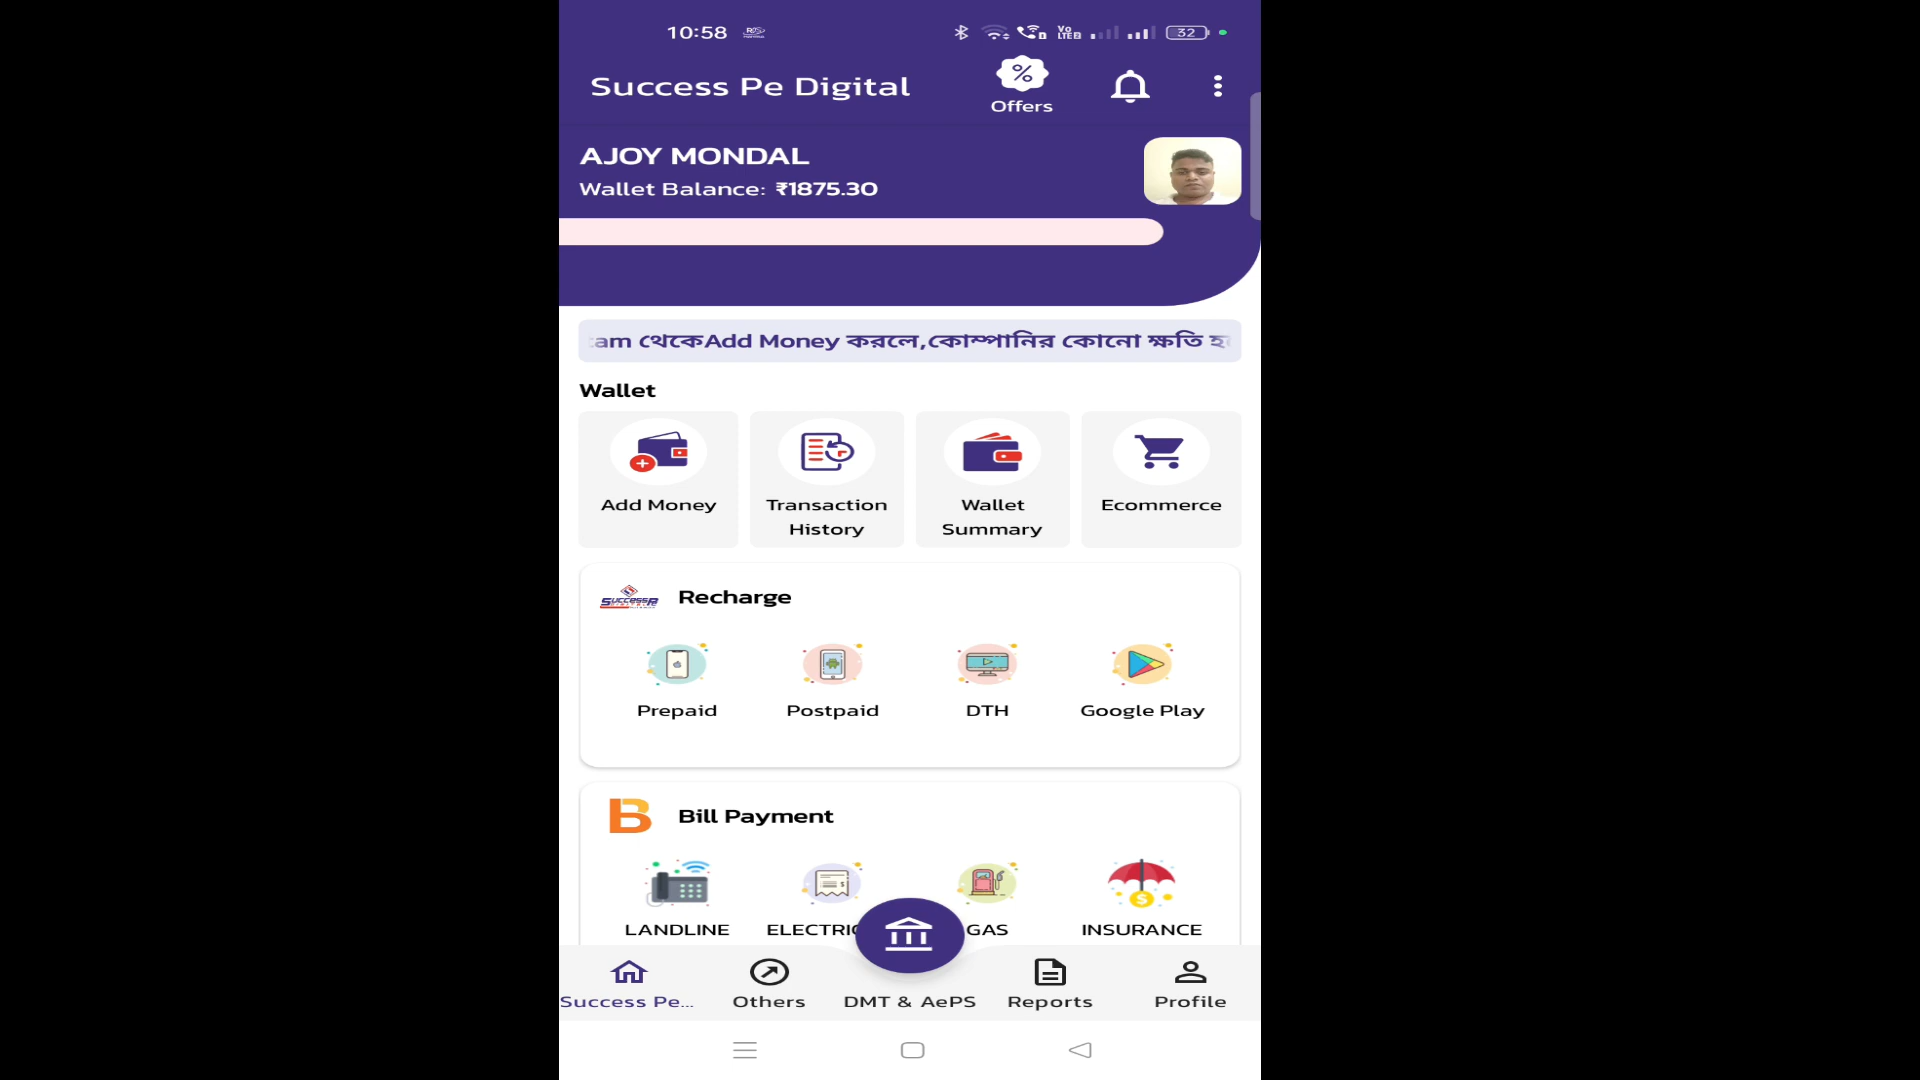 10:58
32
Success Pe Digital
Offers
AJOY MONDAL
Wallet Balance: ₹1875.30
থেকেAdd Money করলে,কোম্পানির কোনো ক্ষতি
Wallet
Add Money
Transaction History
Wallet Summary
Ecommerce
Recharge
Prepaid
Postpaid
DTH
Google Play
B
Bill Payment
LANDLINE
GAS
INSURANCE
Success Pe...
Others
DMT & AePS
Reports
Profile